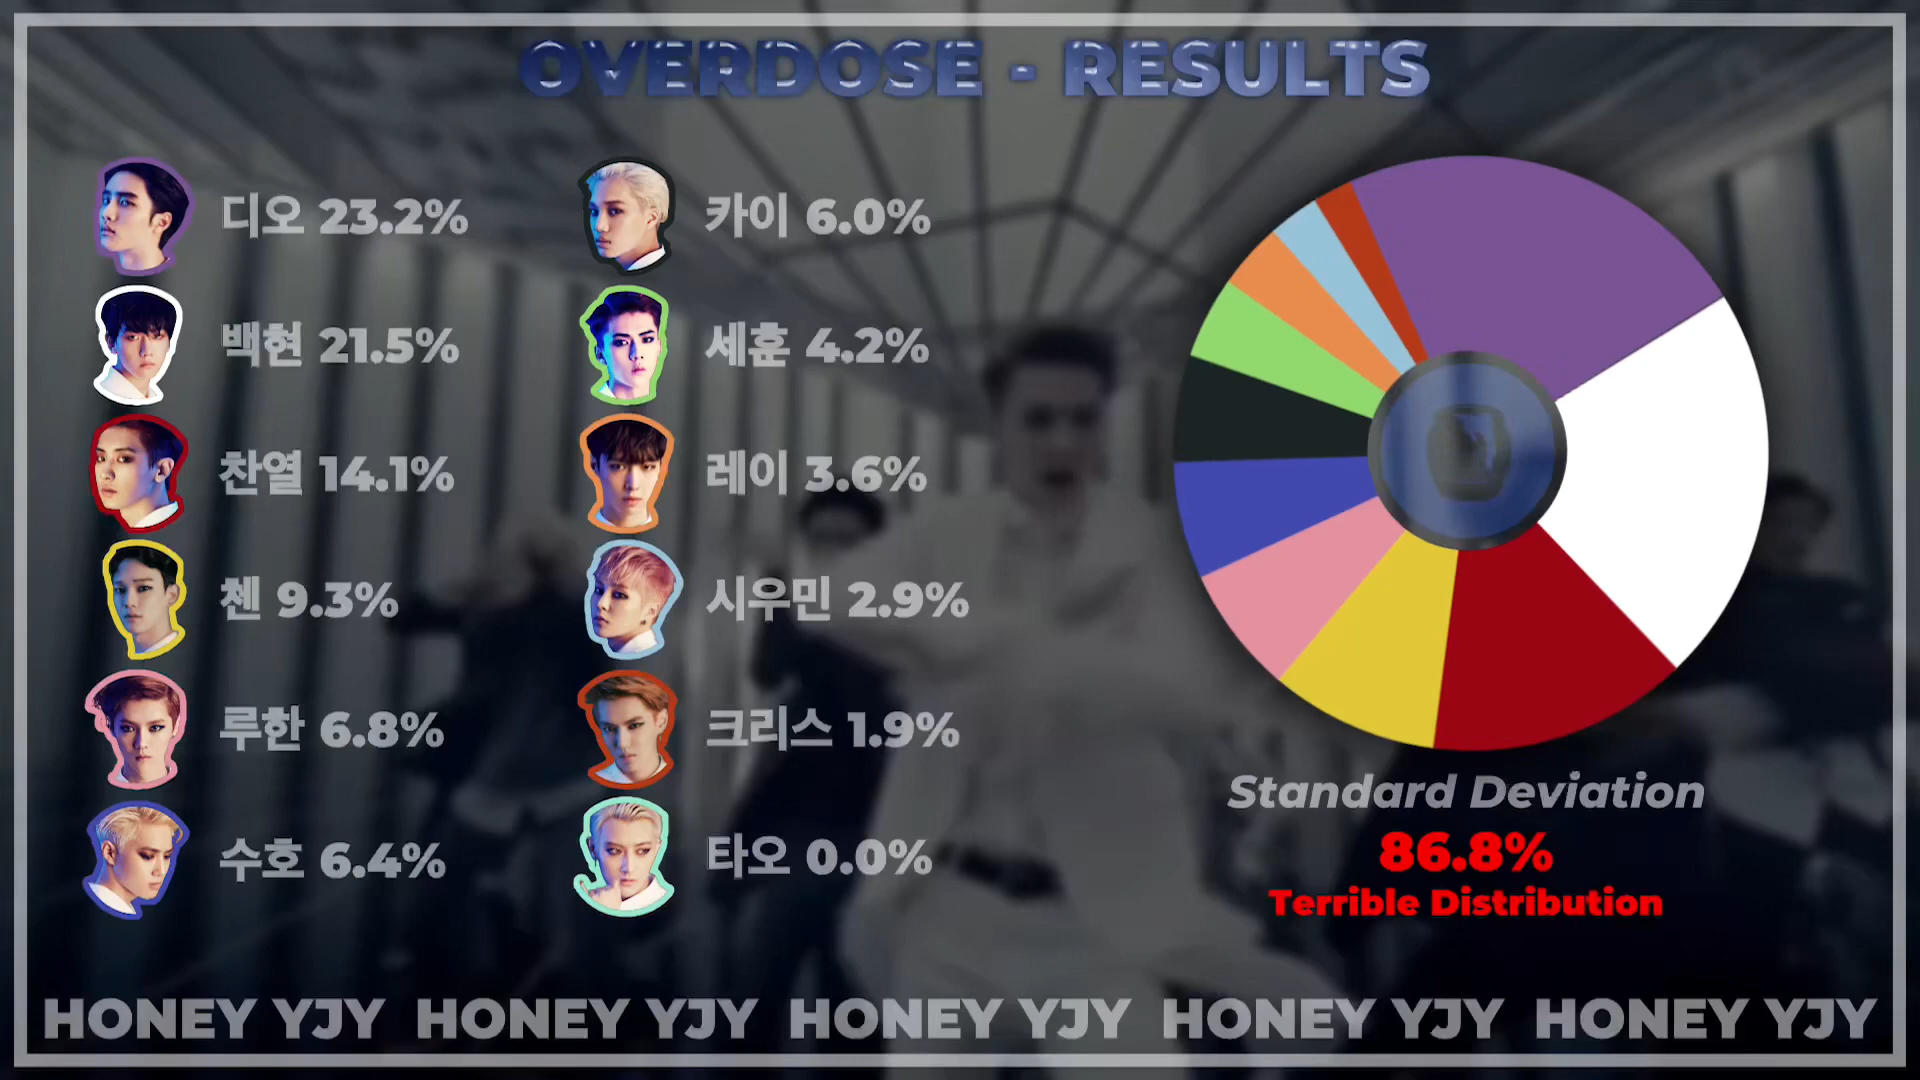 OVERDOSE - RESULTS
디오 23.2%
백현 21.5%
찬열 14.1%
첸 9.3%
루한 6.8%
수호 6.4%
카이 6.0%
세훈 4.2%
레이 3.6%
시우민 2.9%
크리스 1.9%
타오 0.0%
Standard Deviation
86.8%
Terrible Distribution
HONEY YJY HONEY YJY HONEY YJY HONEY YJY HONEY YJY